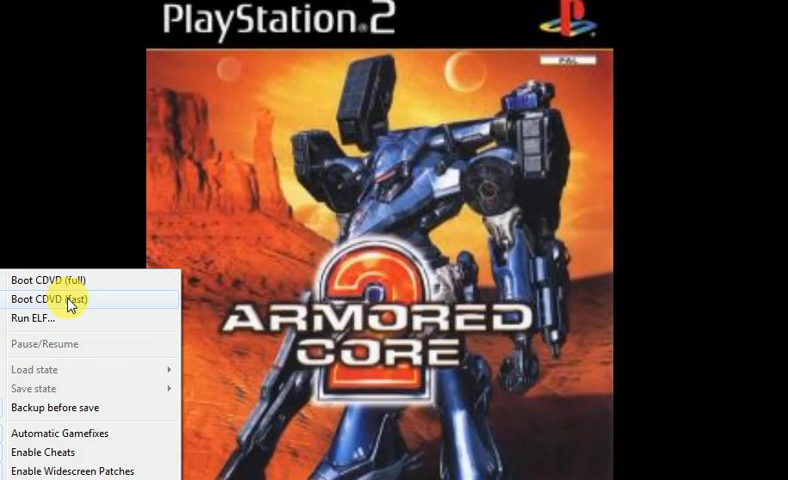 PlayStation®2
PAL
2
ARMORED
CORE
Boot CDVD (full)
Boot CDVD (fast)
Run ELF...
Pause/Resume
Load state
Save state
Backup before save
Automatic Gamefixes
Enable Cheats
Enable Widescreen Patches